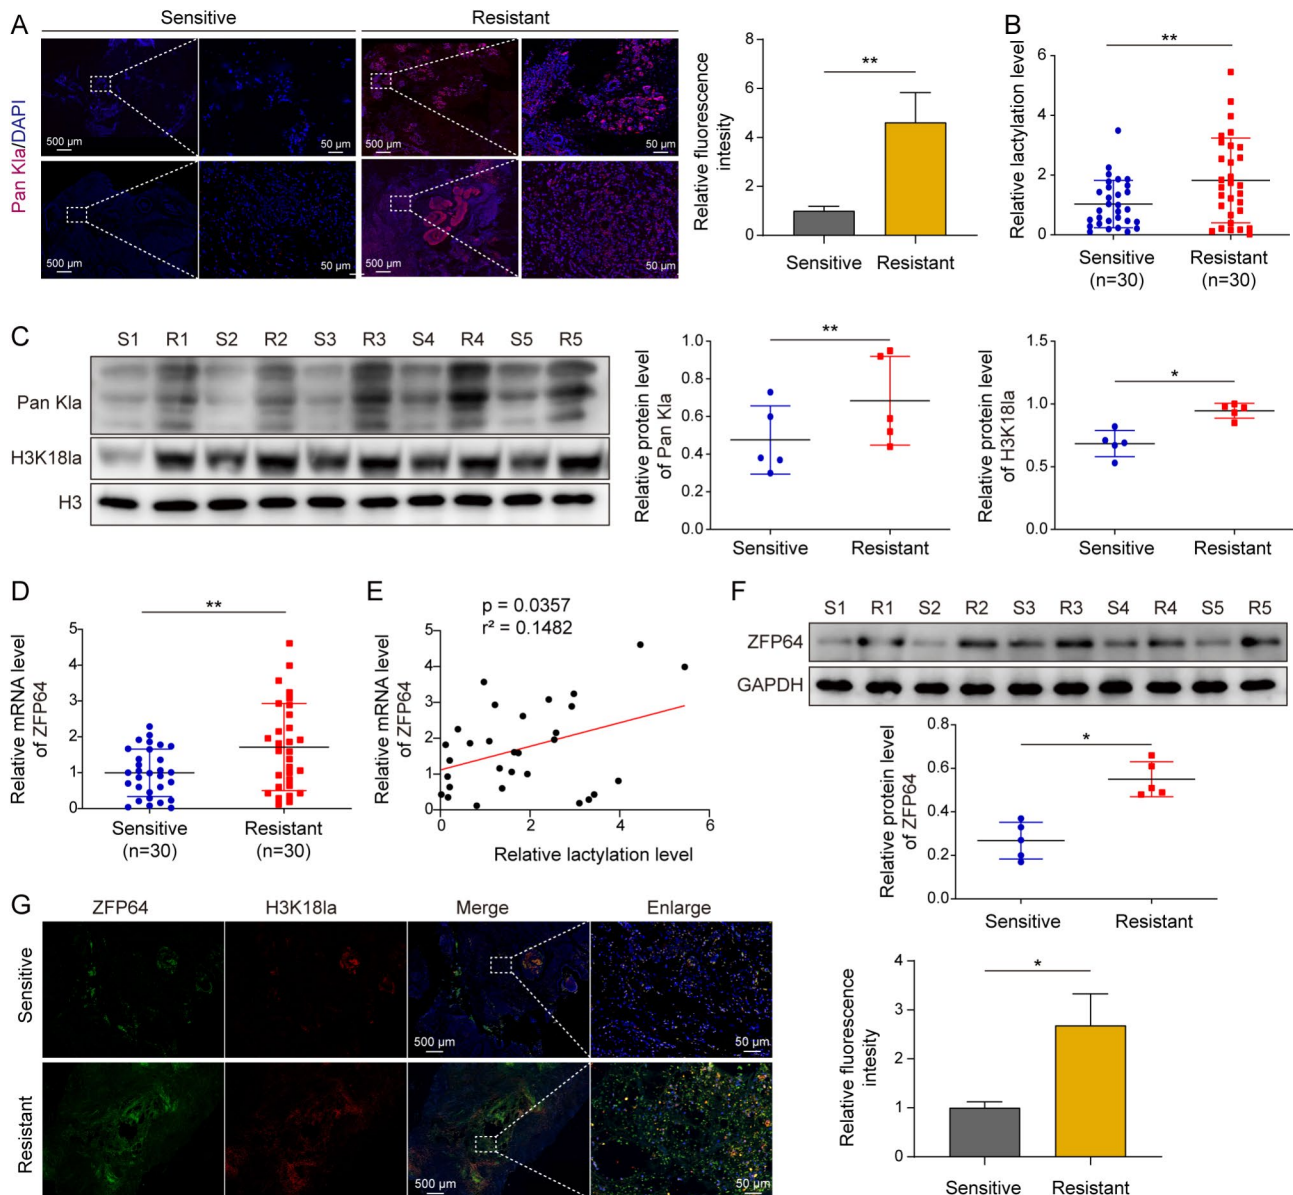 A
Sensitive
Resistant
Pan Kla/DAPI
500 µm
50 µm
500 µm
50 µm
500 µm
50 µm
500 µm
50 µm
Relative fluorescence
intesity
8
6
4
2
0
**
Sensitive
Resistant
B
Relative lactylation level
6
4
2
0
**
Sensitive
(n=30)
Resistant
(n=30)
C
S1 R1 S2 R2 S3 R3 S4 R4 S5 R5
Pan Kla
H3K18la
H3
Relative protein level
of Pan Kla
1.0
0.8
0.6
0.4
0.2
0.0
**
Sensitive
Resistant
Relative protein level
of H3K18la
1.5
1.0
0.5
0.0
*
Sensitive
Resistant
D
Relative mRNA level
of ZFP64
5
4
3
2
1
0
**
Sensitive
(n=30)
Resistant
(n=30)
E
p = 0.0357
r² = 0.1482
Relative mRNA level
of ZFP64
5
4
3
2
1
0
0 2 4 6
Relative lactylation level
F
S1 R1 S2 R2 S3 R3 S4 R4 S5 R5
ZFP64
GAPDH
Relative protein level
of ZFP64
0.8
0.6
0.4
0.2
0.0
*
Sensitive
Resistant
G
ZFP64
H3K18la
Merge
Enlarge
Sensitive
500 µm
50 µm
Resistant
500 µm
50 µm
Relative fluorescence
intesity
4
3
2
1
0
*
Sensitive
Resistant